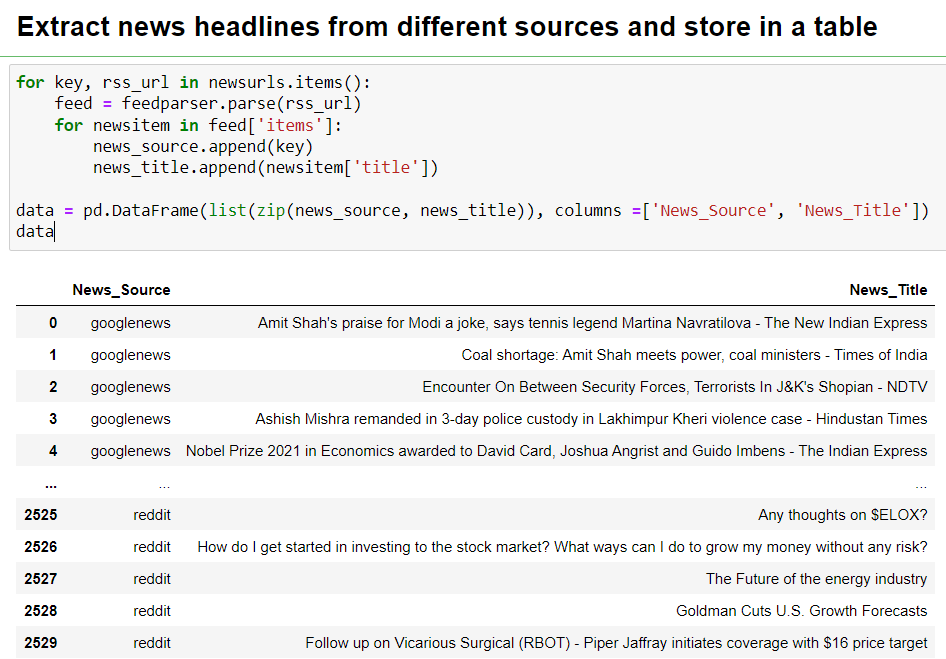 Extract news headlines from different sources and store in a table
for key, rss_url in newsurls.items():
    feed = feedparser.parse(rss_url)
    for newsitem in feed['items']:
        news_source.append(key)
        news_title.append(newsitem['title'])
data = pd.DataFrame(list(zip(news_source, news_title)), columns =['News_Source', 'News_Title'])
data
News_Source News_Title
0 googlenews Amit Shah's praise for Modi a joke, says tennis legend Martina Navratilova - The New Indian Express
1 googlenews Coal shortage: Amit Shah meets power, coal ministers - Times of India
2 googlenews Encounter On Between Security Forces, Terrorists In J&K's Shopian - NDTV
3 googlenews Ashish Mishra remanded in 3-day police custody in Lakhimpur Kheri violence case - Hindustan Times
4 googlenews Nobel Prize 2021 in Economics awarded to David Card, Joshua Angrist and Guido Imbens - The Indian Express
... ... ...
2525 reddit Any thoughts on $ELOX?
2526 reddit How do I get started in investing to the stock market? What ways can I do to grow my money without any risk?
2527 reddit The Future of the energy industry
2528 reddit Goldman Cuts U.S. Growth Forecasts
2529 reddit Follow up on Vicarious Surgical (RBOT) - Piper Jaffray initiates coverage with $16 price target